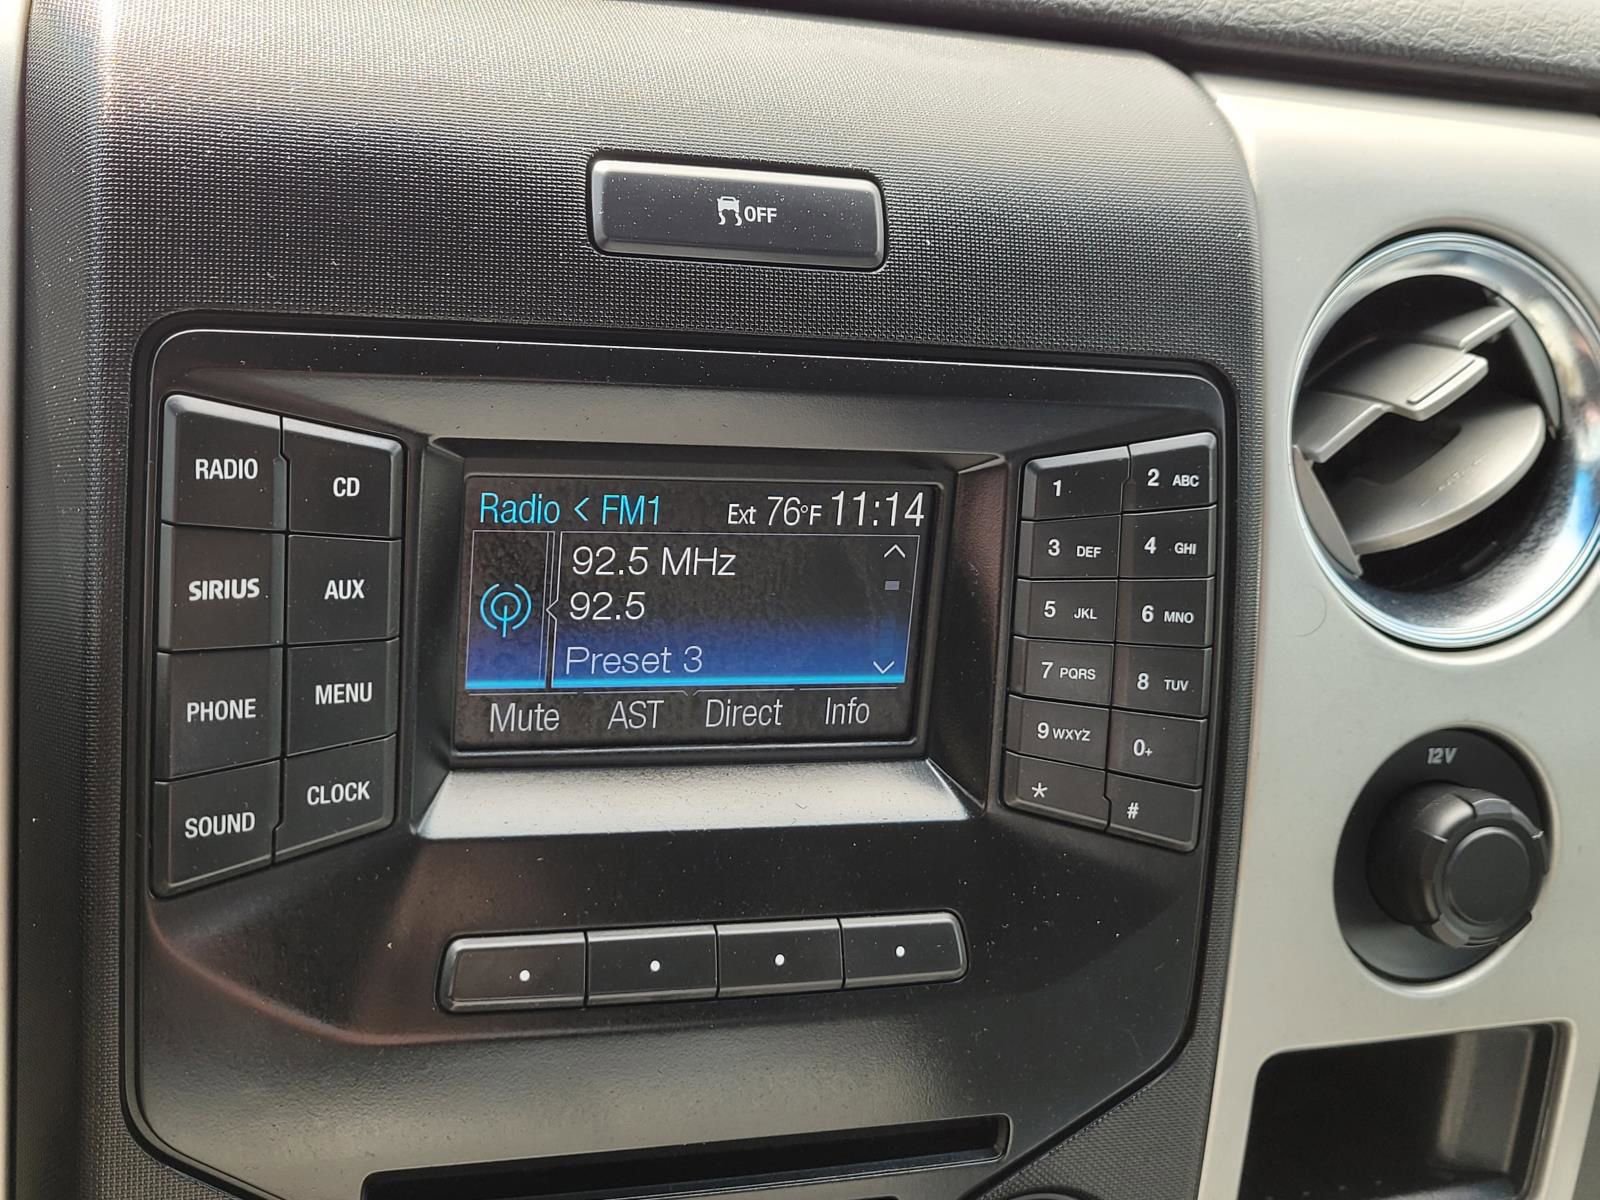 OFF
RADIO
CD
SIRIUS
AUX
PHONE
MENU
SOUND
CLOCK
Radio < FM1 Ext 76°F 11:14
92.5 MHz
92.5
Preset 3
Mute AST Direct Info
1
2 ABC
3 DEF
4 GHI
5 JKL
6 MNO
7 PQRS
8 TUV
9 WXYZ
0+
*
#
12V